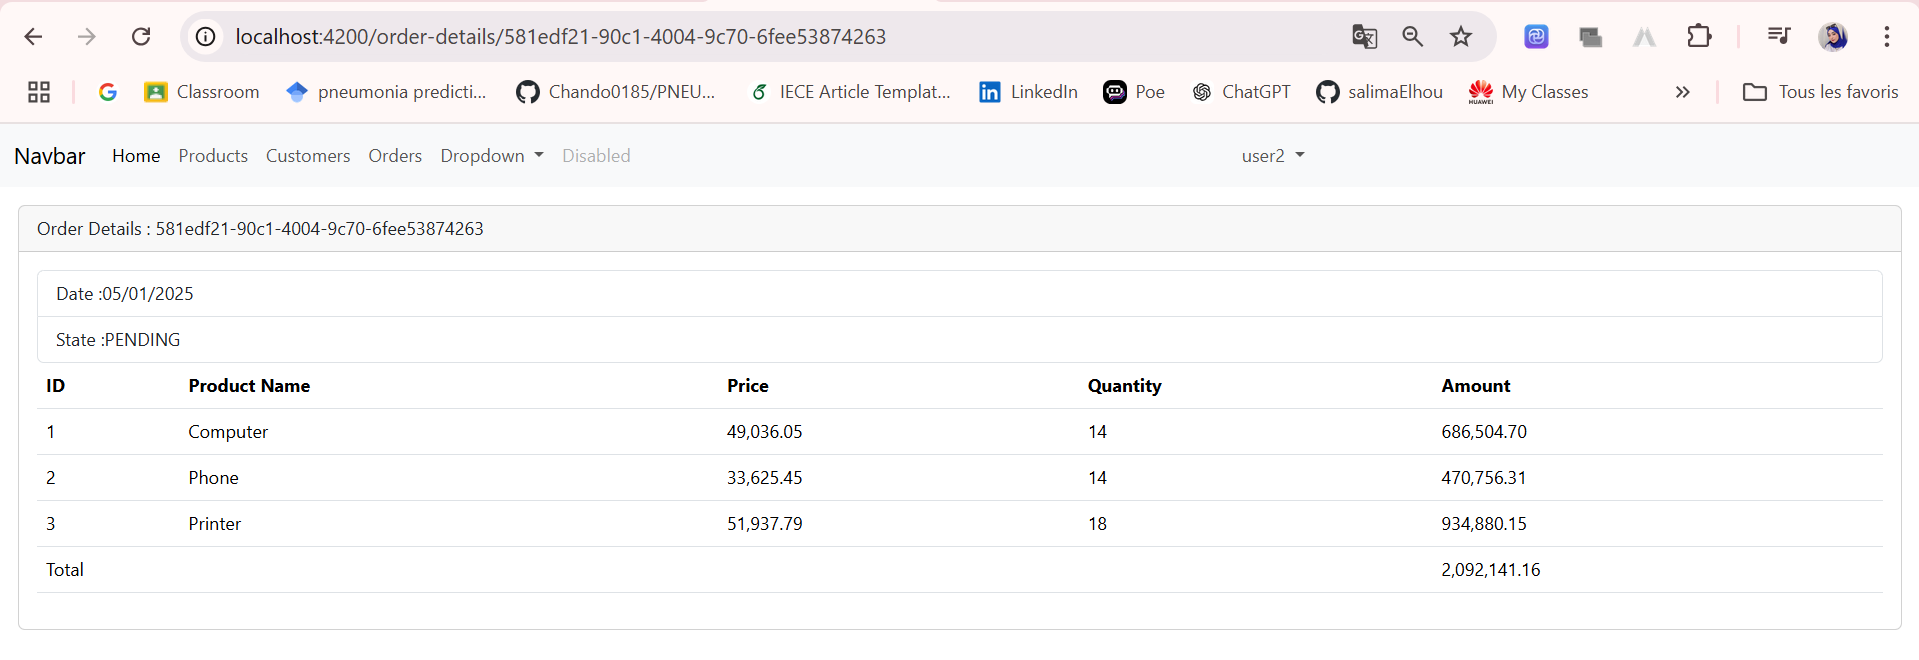 localhost:4200/order-details/581edf21-90c1-4004-9c70-6fee53874263
Classroom pneumonia predicti... Chando0185/PNEU... IECE Article Templat... LinkedIn Poe ChatGPT salimaElhou HUAWEI My Classes Tous les favoris
Navbar Home Products Customers Orders Dropdown Disabled user2
Order Details : 581edf21-90c1-4004-9c70-6fee53874263
Date :05/01/2025
State :PENDING
ID Product Name Price Quantity Amount
1 Computer 49,036.05 14 686,504.70
2 Phone 33,625.45 14 470,756.31
3 Printer 51,937.79 18 934,880.15
Total 2,092,141.16